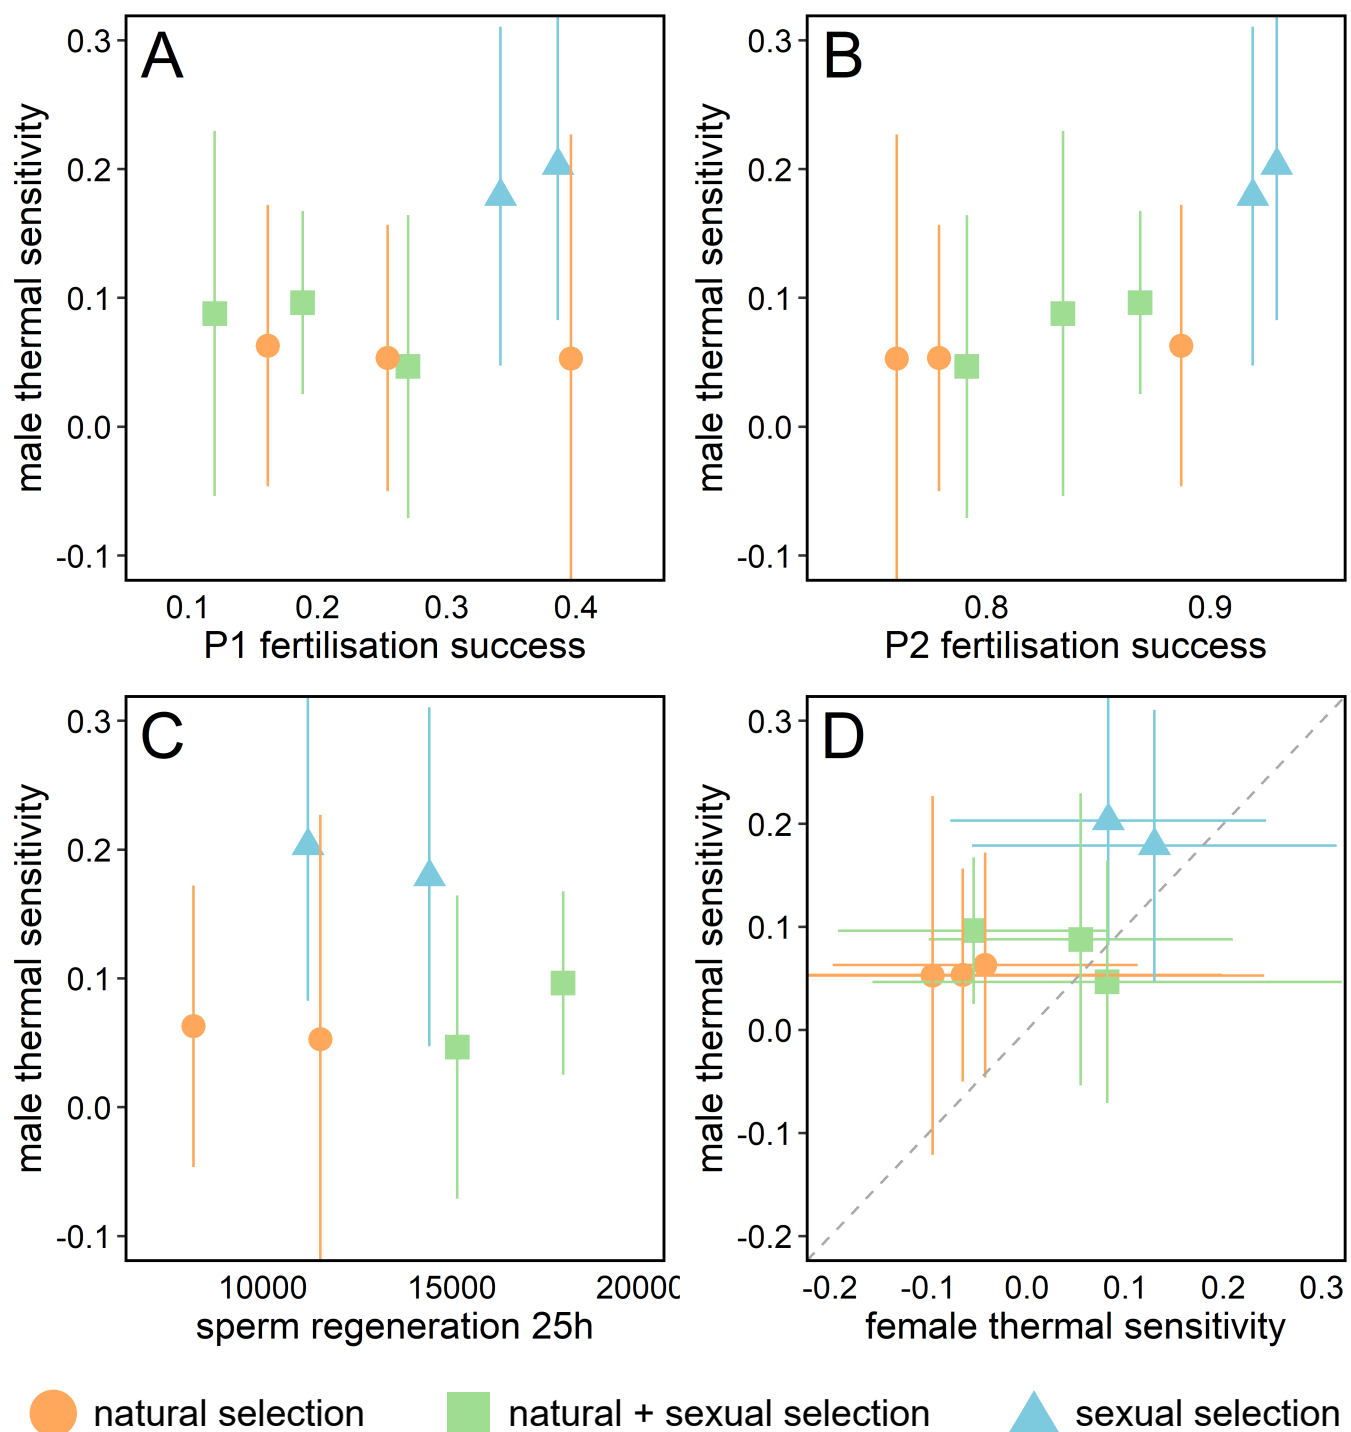 A
male thermal sensitivity
0.3
0.2
0.1
0.0
-0.1
0.1 0.2 0.3 0.4
P1 fertilisation success
B
male thermal sensitivity
0.3
0.2
0.1
0.0
-0.1
0.8 0.9
P2 fertilisation success
C
male thermal sensitivity
0.3
0.2
0.1
0.0
-0.1
10000 15000 20000
sperm regeneration 25h
D
male thermal sensitivity
0.3
0.2
0.1
0.0
-0.1
-0.2
-0.2 -0.1 0.0 0.1 0.2 0.3
female thermal sensitivity
natural selection natural + sexual selection sexual selection